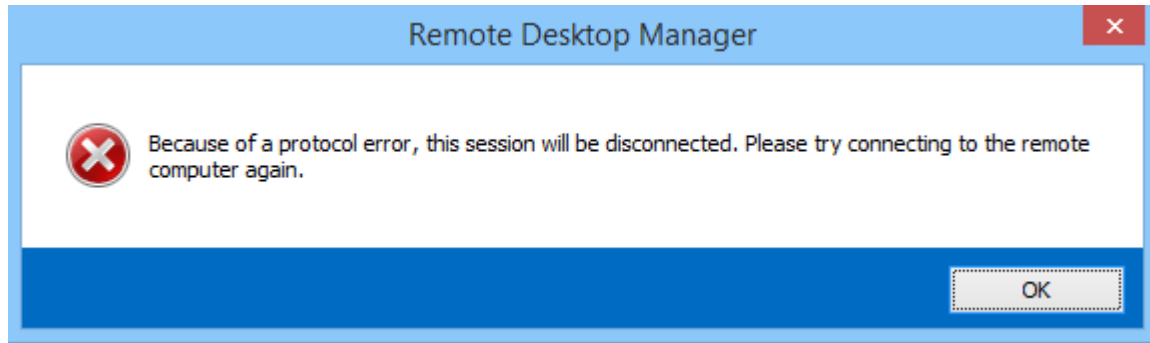 Remote Desktop Manager
Because of a protocol error, this session will be disconnected. Please try connecting to the remote
computer again.
OK